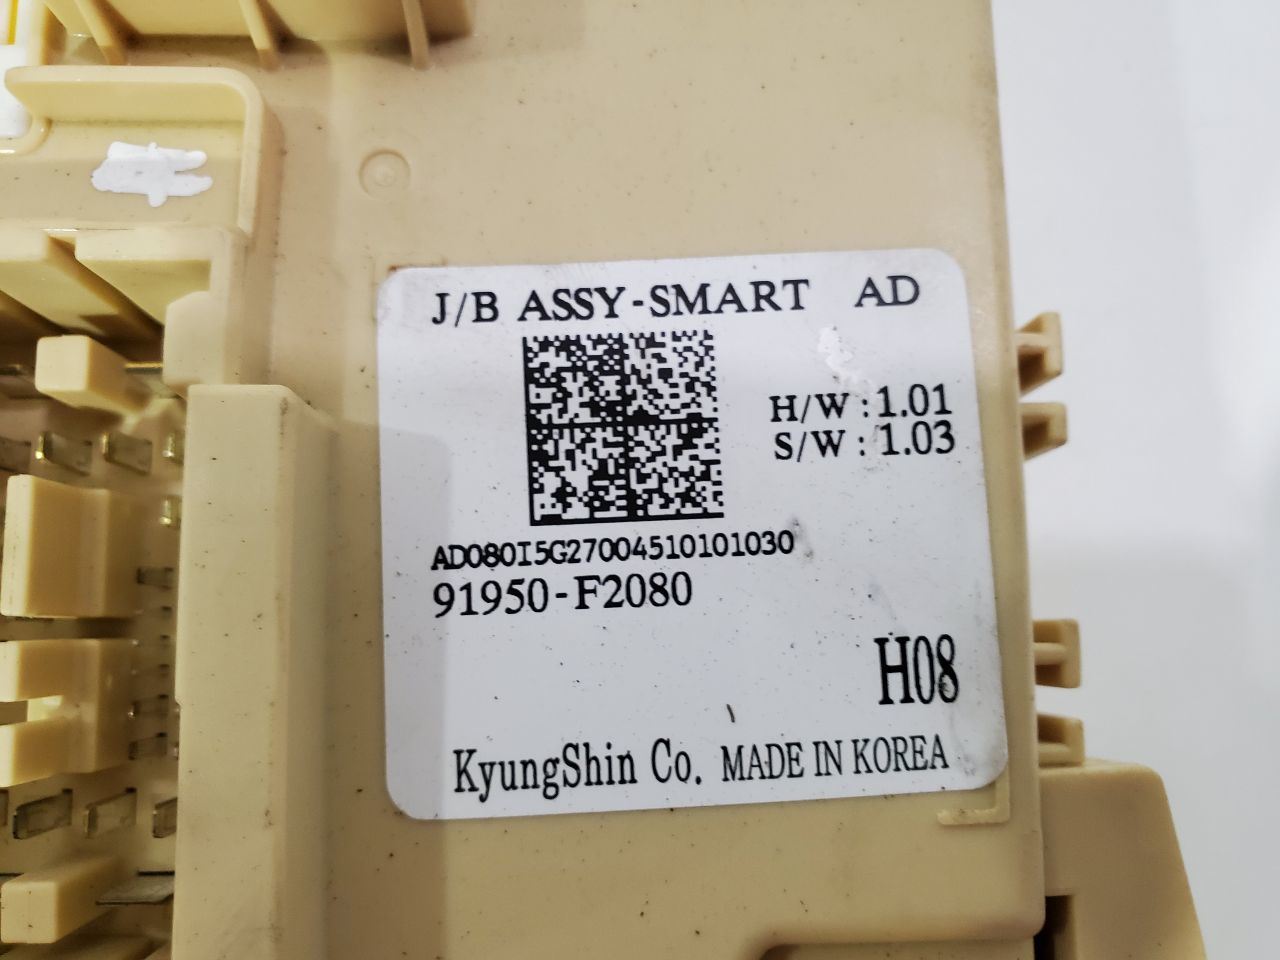 J/B ASSY-SMART AD
H/W : 1.01
S/W : 1.03
AD080I5G27004510101030
91950-F2080
H08
KyungShin Co. MADE IN KOREA